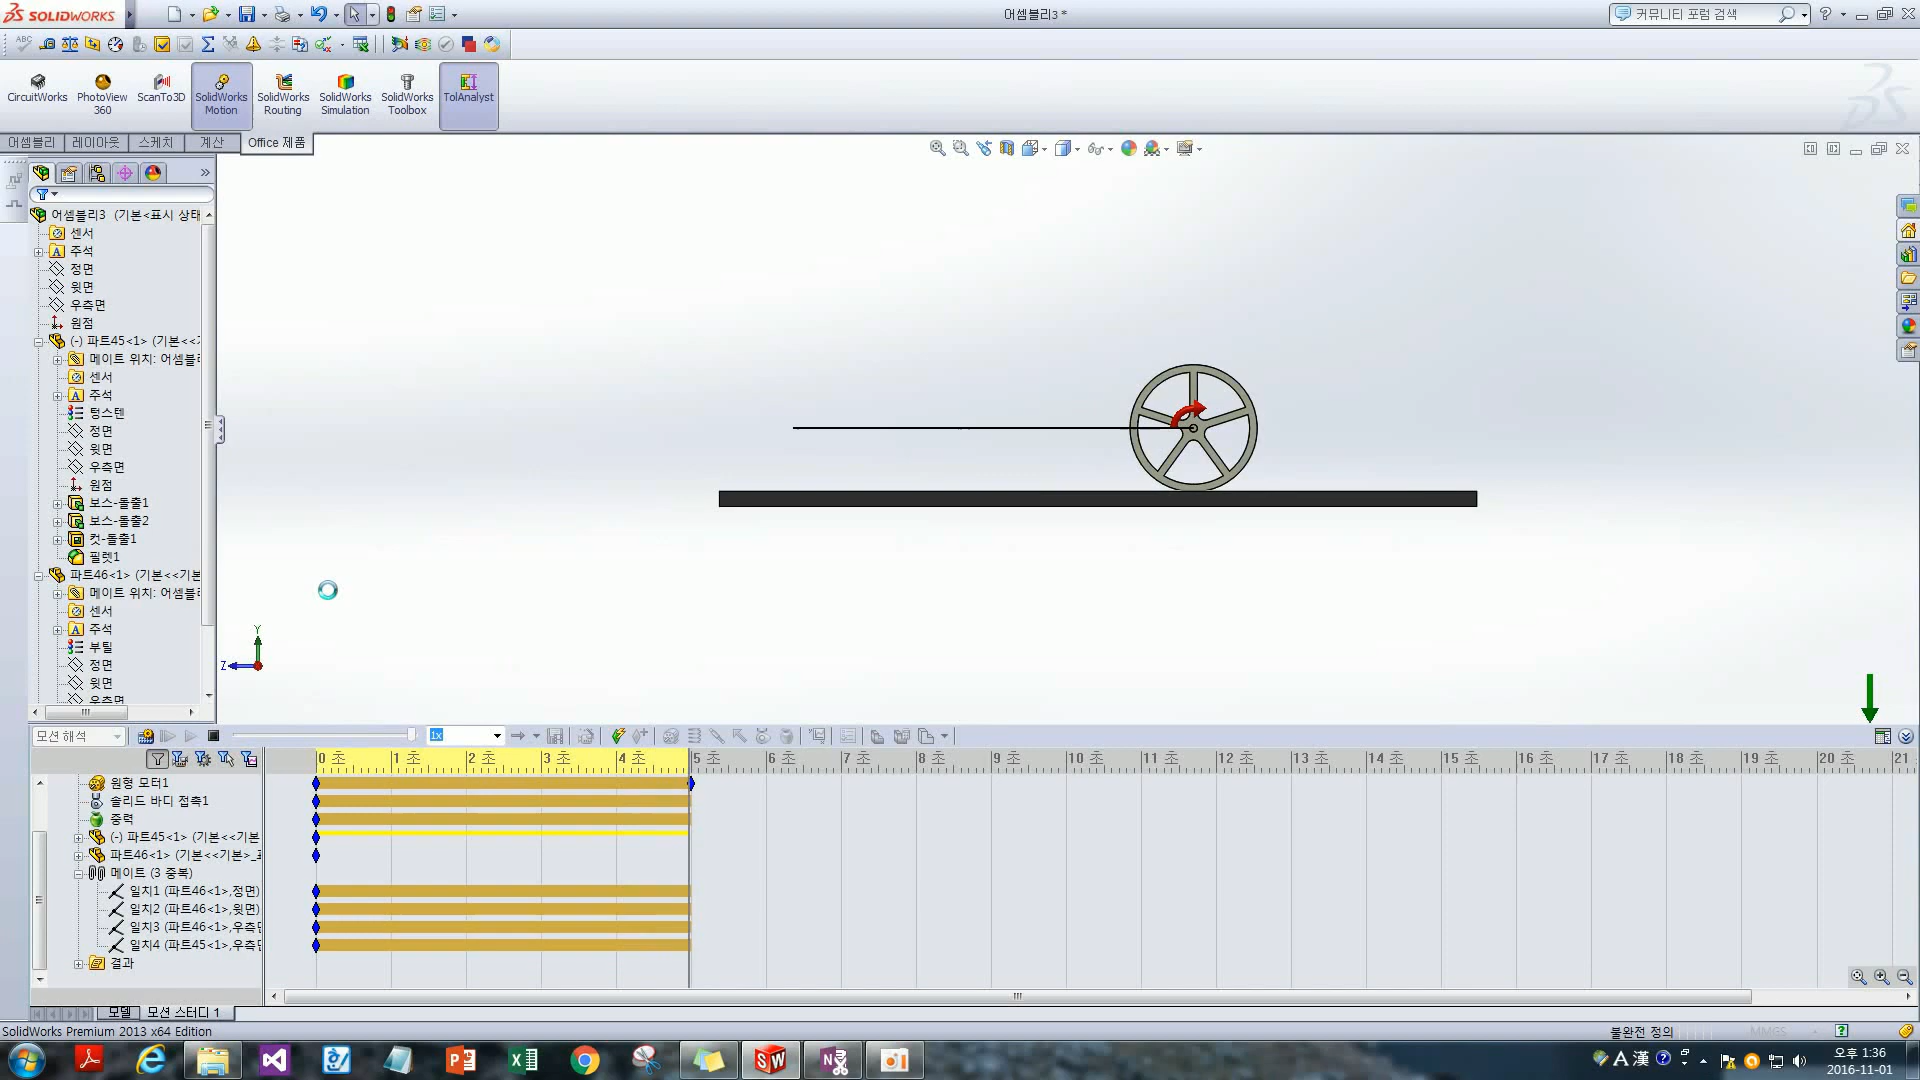 SOLIDWORKS
어셈블리3 *
커뮤니티 포럼 검색
CircuitWorks
PhotoView 360
ScanTo3D
SolidWorks Motion
SolidWorks Routing
SolidWorks Simulation
SolidWorks Toolbox
TolAnalyst
어셈블리
레이아웃
스케치
계산
Office 제품
어셈블리3 (기본<표시 상태
센서
주석
정면
윗면
우측면
원점
(-) 파트45<1> (기본<<기
메이트 위치: 어셈블리
센서
주석
텅스텐
정면
윗면
우측면
원점
보스-돌출1
보스-돌출2
컷-돌출1
필렛1
파트46<1> (기본<<기본
메이트 위치: 어셈블리
센서
주석
부틸
정면
윗면
우측면
Y
Z
모션 해석
1x
0 초 1 초 2 초 3 초 4 초 5 초 6 초 7 초 8 초 9 초 10 초 11 초 12 초 13 초 14 초 15 초 16 초 17 초 18 초 19 초 20 초 21
원형 모터1
솔리드 바디 접촉1
중력
(-) 파트45<1> (기본<<기본
파트46<1> (기본<<기본>_표
메이트 (3 중복)
일치1 (파트46<1>,정면)
일치2 (파트46<1>,윗면)
일치3 (파트46<1>,우측면
일치4 (파트45<1>,우측면
결과
모델
모션 스터디 1
SolidWorks Premium 2013 x64 Edition
불완전 정의
MMGS
A 漢
오후 1:36
2016-11-01